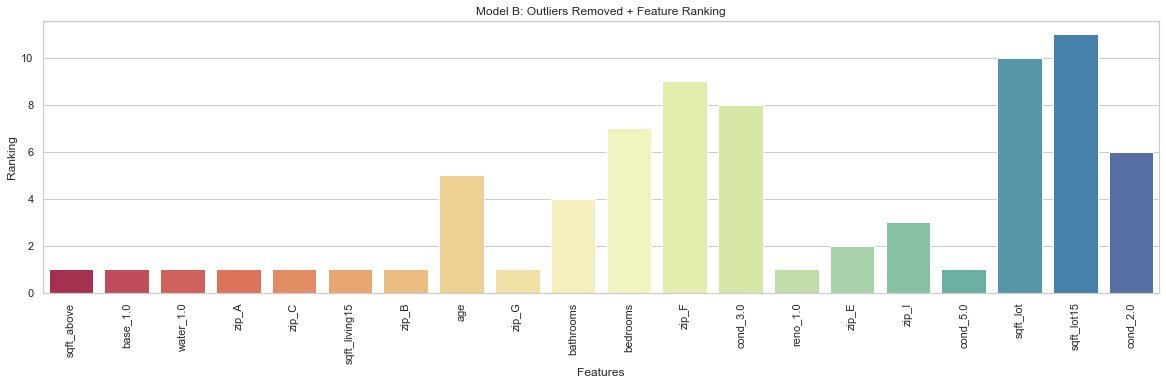 Model B: Outliers Removed + Feature Ranking
Ranking
10
8
6
4
2
0
sqft_above
base_1.0
water_1.0
zip_A
zip_C
sqft_living15
zip_B
age
zip_G
bathrooms
bedrooms
zip_F
cond_3.0
reno_1.0
zip_E
zip_I
cond_5.0
sqft_lot
sqft_lot15
cond_2.0
Features